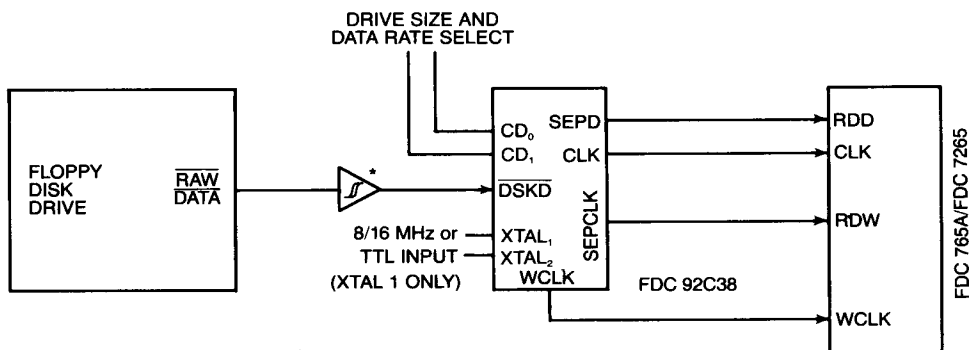 DRIVE SIZE AND
DATA RATE SELECT
FLOPPY
DISK
DRIVE
RAW
DATA
*
8/16 MHz or
TTL INPUT
(XTAL 1 ONLY)
CD₀
CD₁
DSKD
XTAL₁
XTAL₂
WCLK
SEPD
CLK
SEPCLK
FDC 92C38
RDD
CLK
RDW
WCLK
FDC 765A/FDC 7265